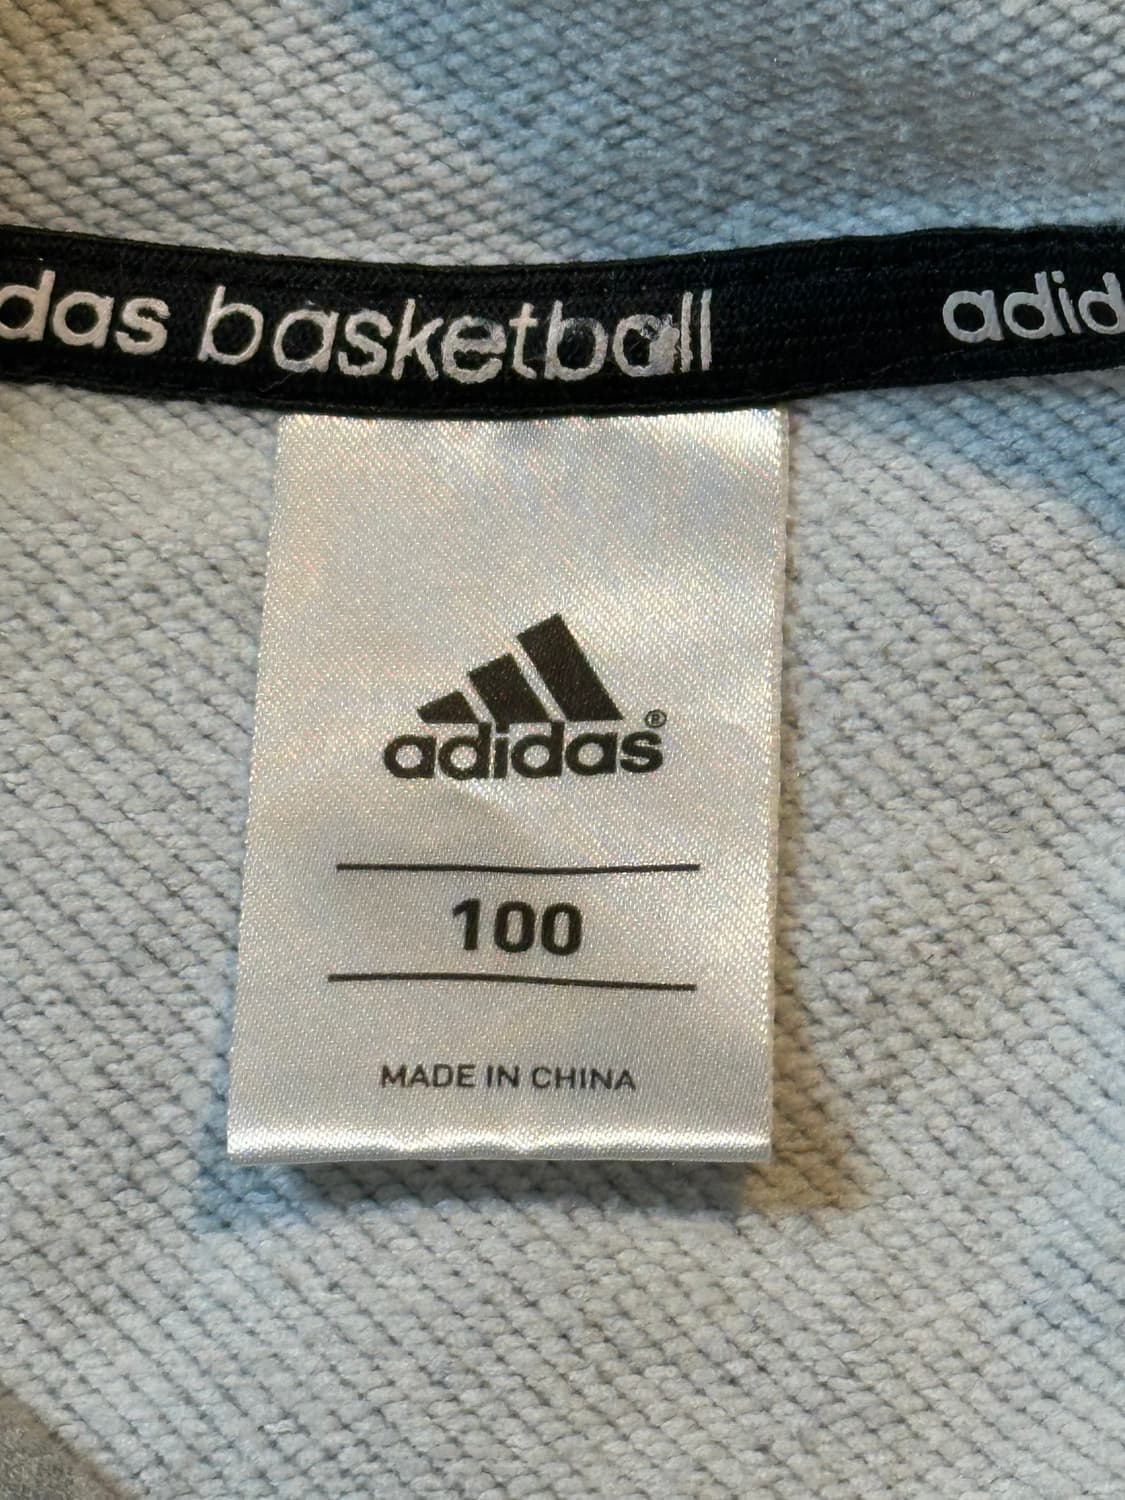 das basketball adid
adidas®
100
MADE IN CHINA